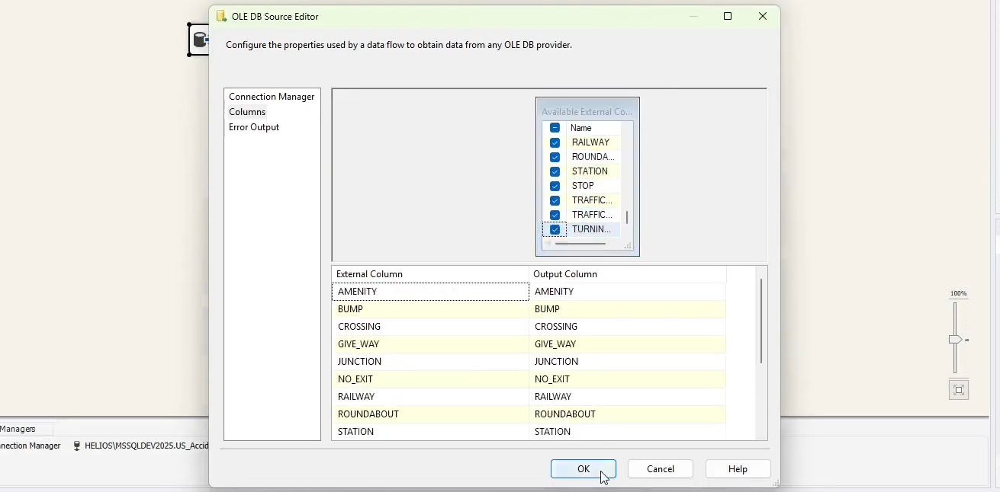 OLE DB Source Editor
Configure the properties used by a data flow to obtain data from any OLE DB provider.
Connection Manager
Columns
Error Output
Available External Co...
Name
RAILWAY
ROUNDA...
STATION
STOP
TRAFFIC...
TRAFFIC...
TURNIN...
External Column Output Column
AMENITY AMENITY
BUMP BUMP
CROSSING CROSSING
GIVE_WAY GIVE_WAY
JUNCTION JUNCTION
NO_EXIT NO_EXIT
RAILWAY RAILWAY
ROUNDABOUT ROUNDABOUT
STATION STATION
OK Cancel Help
100%
Managers
nnection Manager HELIOS\MSSQLDEV2025.US_Accid